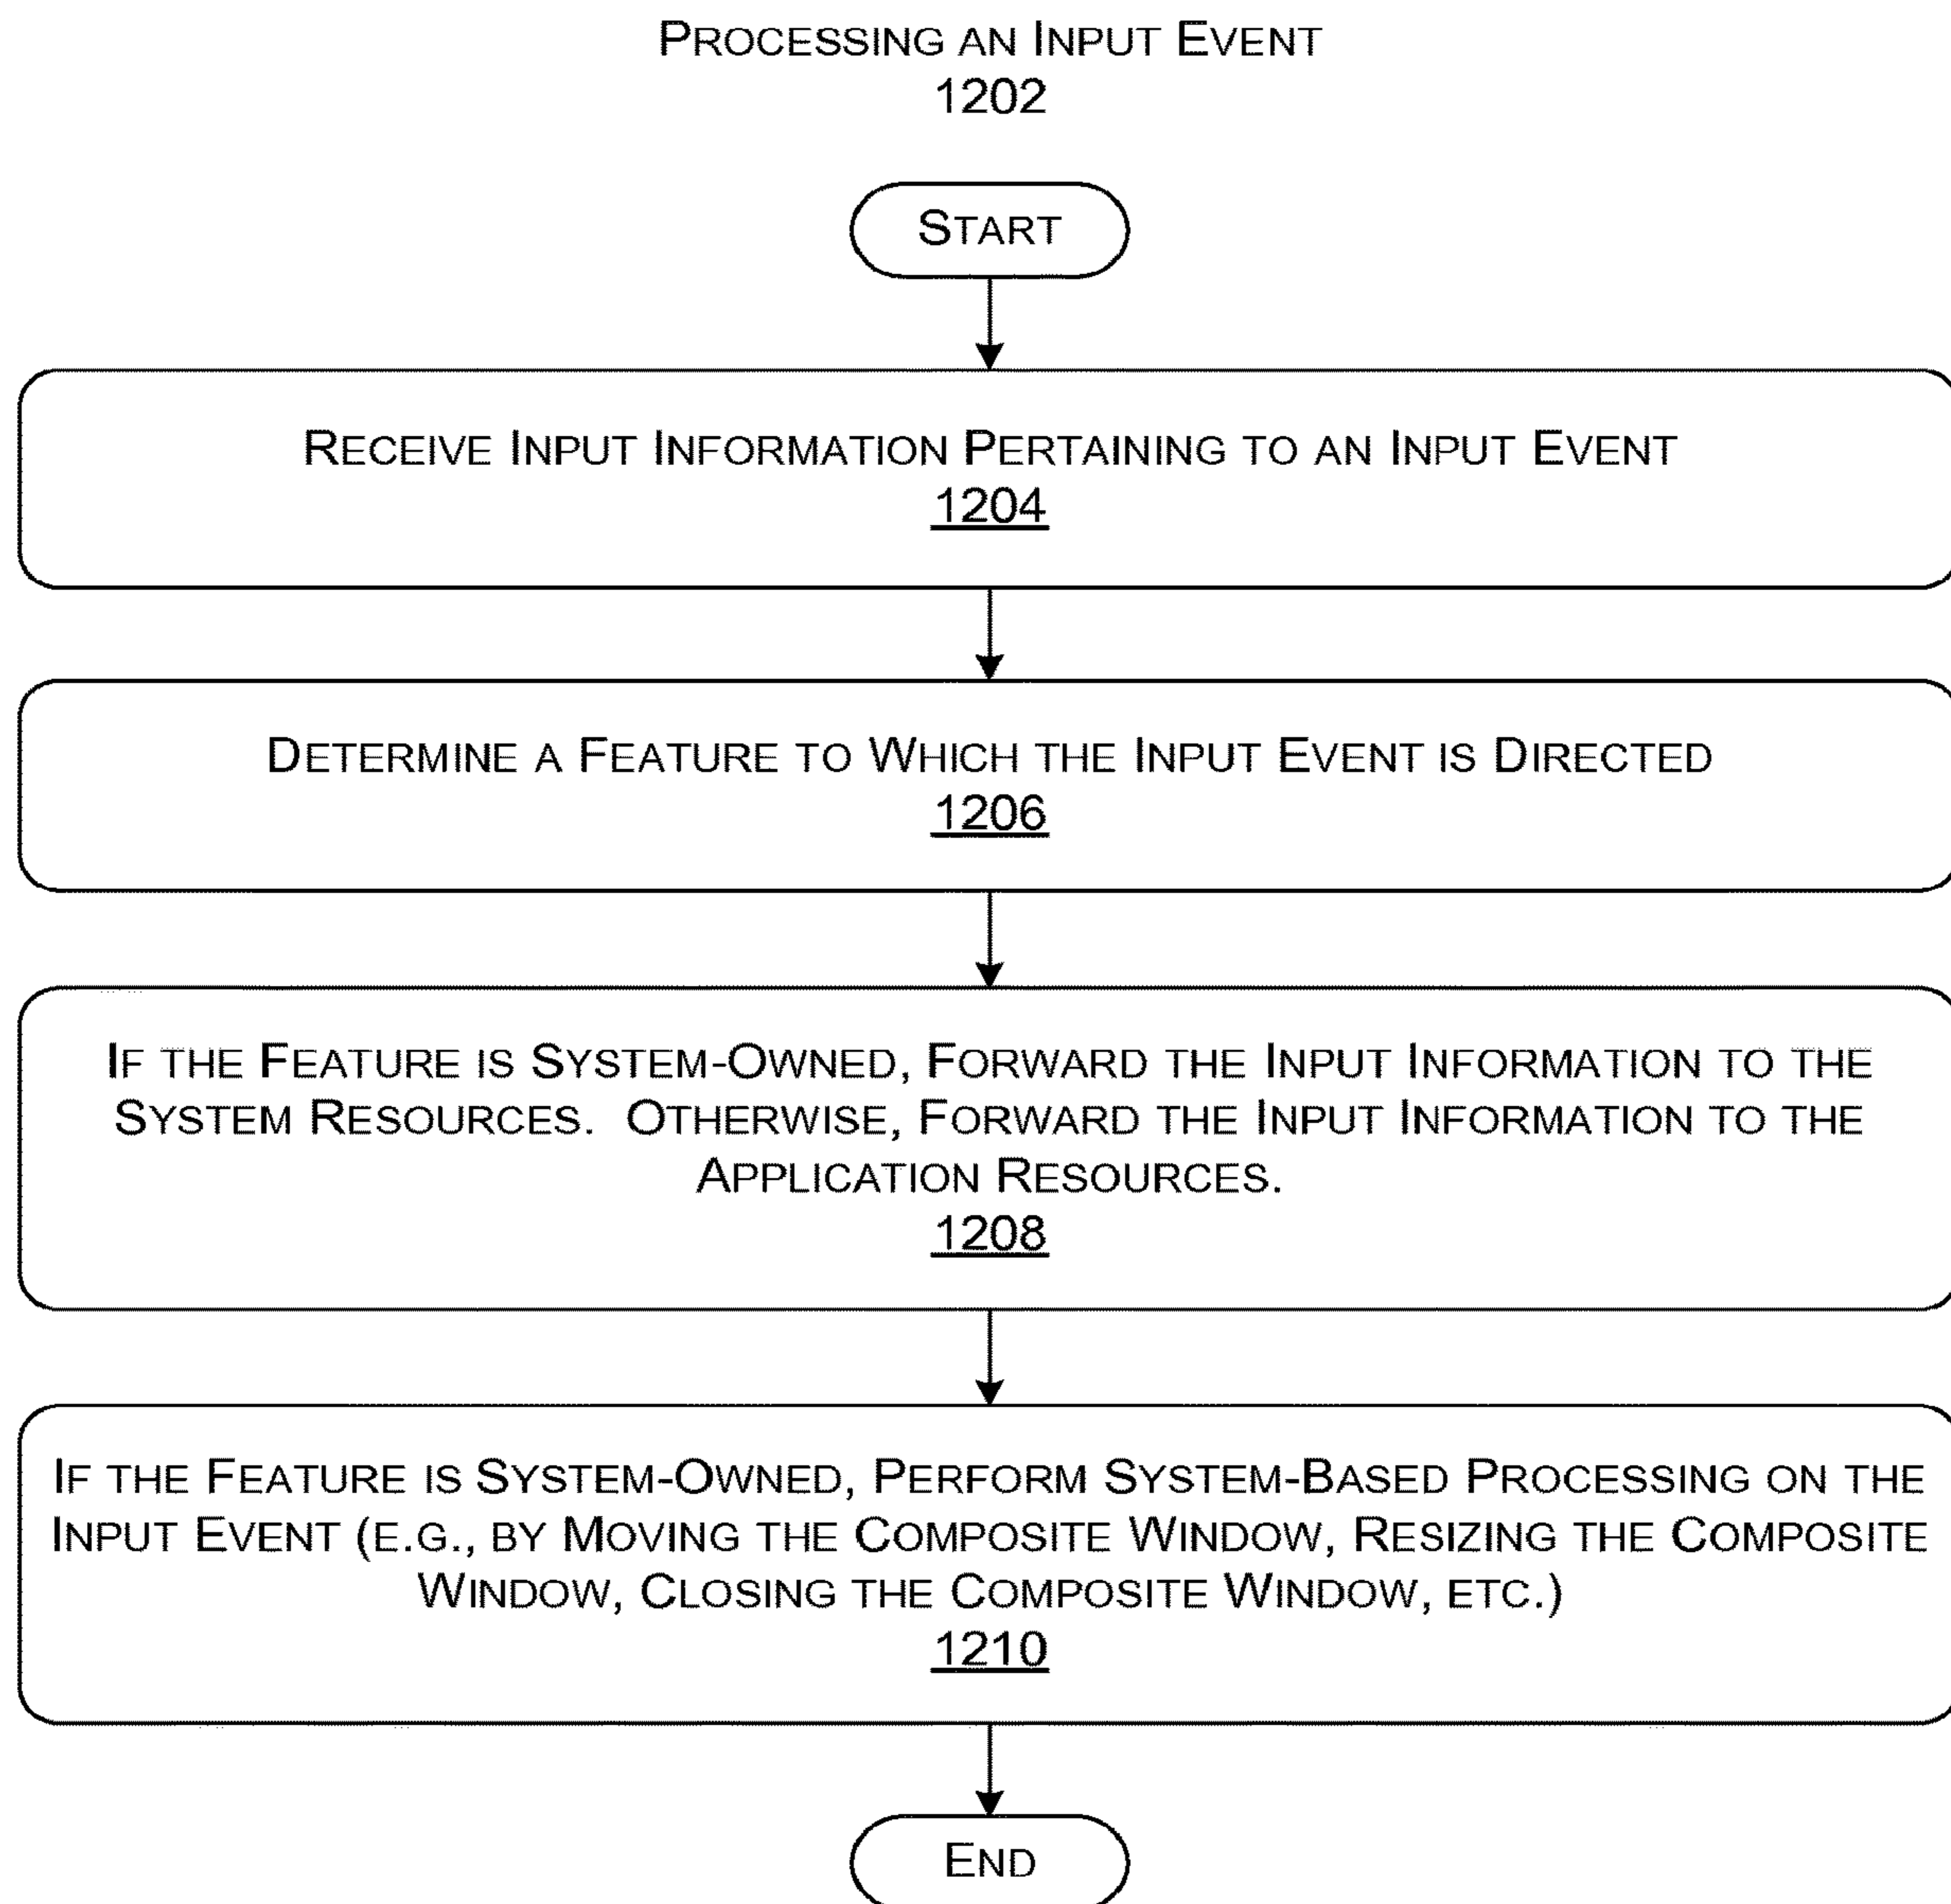 PROCESSING AN INPUT EVENT
1202
START
RECEIVE INPUT INFORMATION PERTAINING TO AN INPUT EVENT
1204
DETERMINE A FEATURE TO WHICH THE INPUT EVENT IS DIRECTED
1206
IF THE FEATURE IS SYSTEM-OWNED, FORWARD THE INPUT INFORMATION TO THE
SYSTEM RESOURCES. OTHERWISE, FORWARD THE INPUT INFORMATION TO THE
APPLICATION RESOURCES.
1208
IF THE FEATURE IS SYSTEM-OWNED, PERFORM SYSTEM-BASED PROCESSING ON THE
INPUT EVENT (E.G., BY MOVING THE COMPOSITE WINDOW, RESIZING THE COMPOSITE
WINDOW, CLOSING THE COMPOSITE WINDOW, ETC.)
1210
END